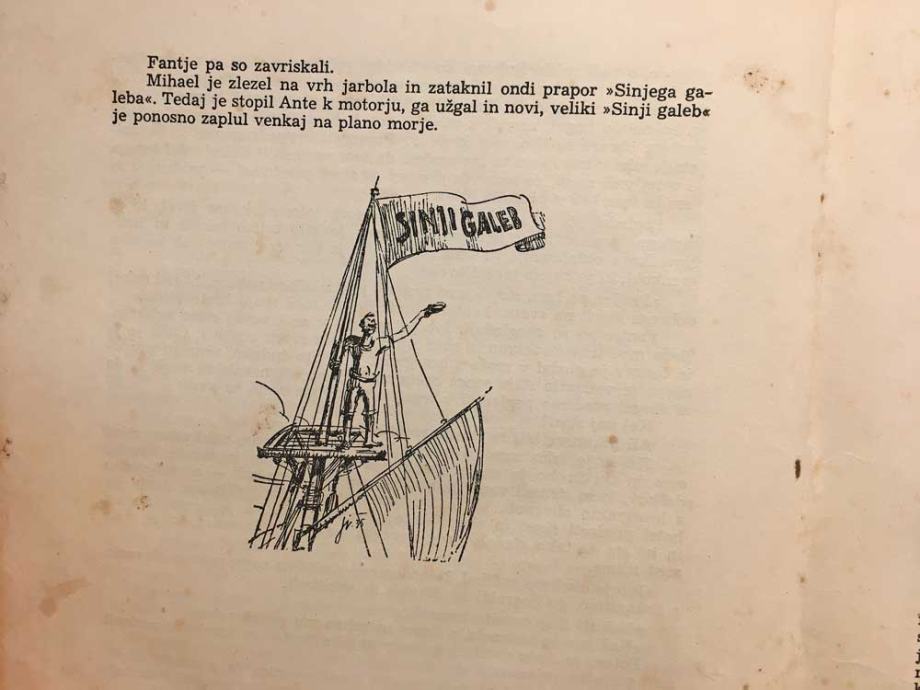 Fantje pa so zavriskali.
Mihael je zlezel na vrh jarbola in zataknil ondi prapor »Sinjega ga-
leba«. Tedaj je stopil Ante k motorju, ga užgal in novi, veliki »Sinji galeb«
je ponosno zaplul venkaj na plano morje.
SINJI GALEB